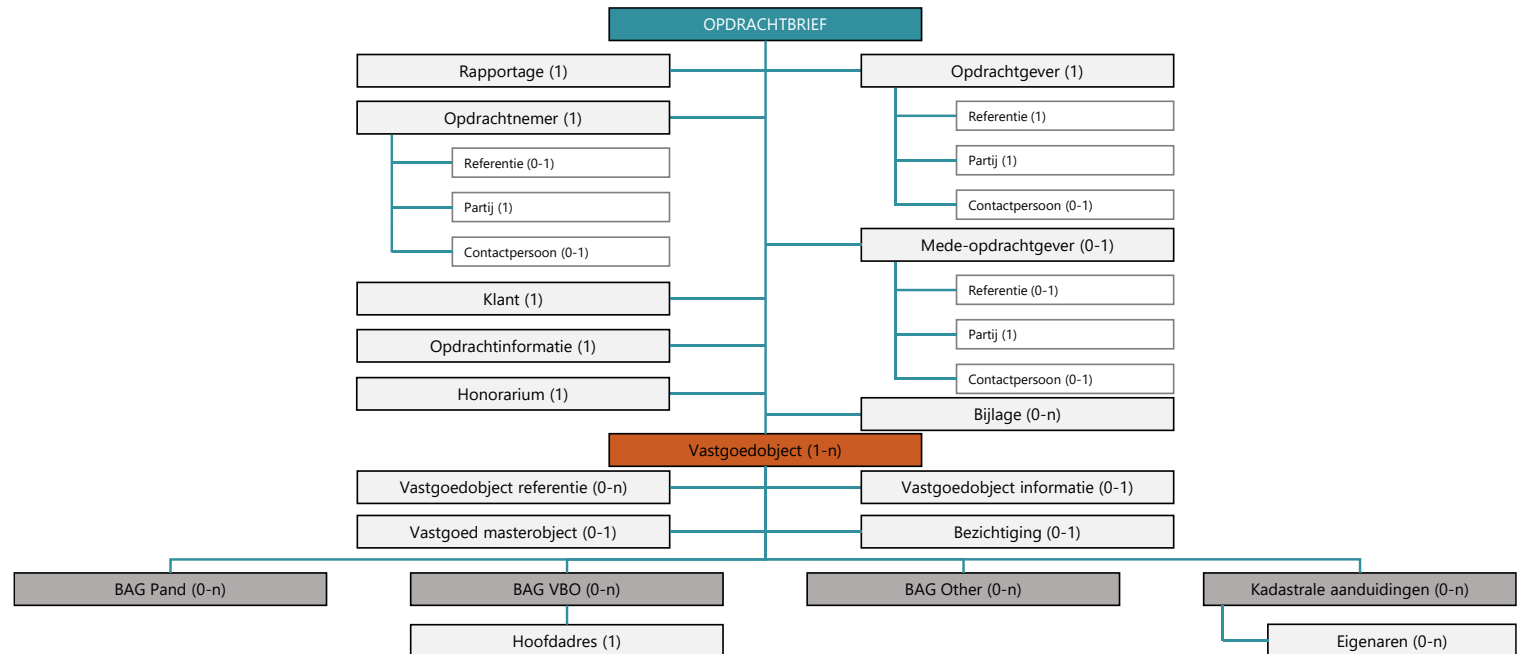 OPDRACHTBRIEF
Rapportage (1)
Opdrachtgever (1)
Opdrachtnemer (1)
Referentie (1)
Referentie (0-1)
Partij (1)
Partij (1)
Contactpersoon (0-1)
Contactpersoon (0-1)
Mede-opdrachtgever (0-1)
Referentie (0-1)
Klant (1)
Partij (1)
Opdrachtinformatie (1)
Contactpersoon (0-1)
Honorarium (1)
Bijlage (0-n)
Vastgoedobject (1-n)
Vastgoedobject referentie (0-n)
Vastgoedobject informatie (0-1)
Vastgoed masterobject (0-1)
Bezichtiging (0-1)
BAG Pand (0-n)
BAG VBO (0-n)
BAG Other (0-n)
Kadastrale aanduidingen (0-n)
Hoofdadres (1)
Eigenaren (0-n)